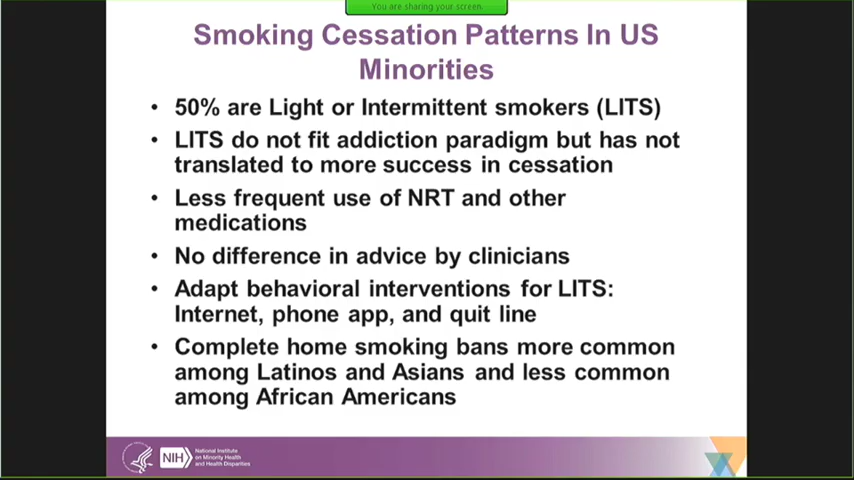 You are sharing your screen.
Smoking Cessation Patterns In US
Minorities
• 50% are Light or Intermittent smokers (LITS)
• LITS do not fit addiction paradigm but has not
translated to more success in cessation
• Less frequent use of NRT and other
medications
• No difference in advice by clinicians
• Adapt behavioral interventions for LITS:
Internet, phone app, and quit line
• Complete home smoking bans more common
among Latinos and Asians and less common
among African Americans
NIH
National Institute
on Minority Health
and Health Disparities